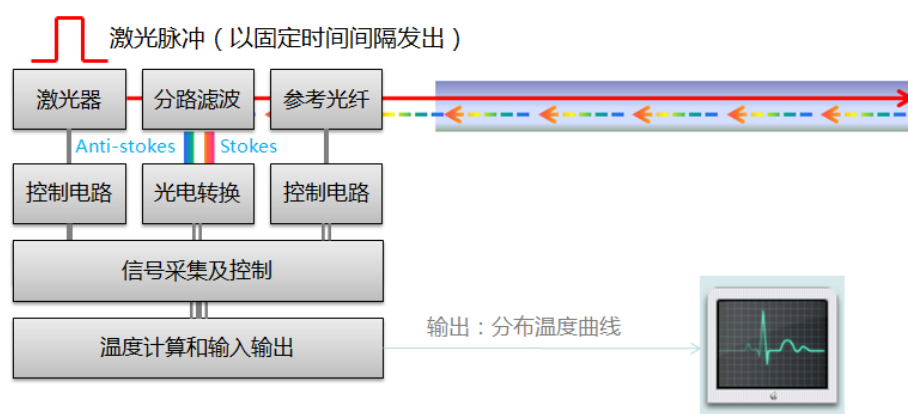 激光脉冲（以固定时间间隔发出）
激光器 分路滤波 参考光纤
Anti-stokes Stokes
控制电路 光电转换 控制电路
信号采集及控制
温度计算和输入输出
输出：分布温度曲线